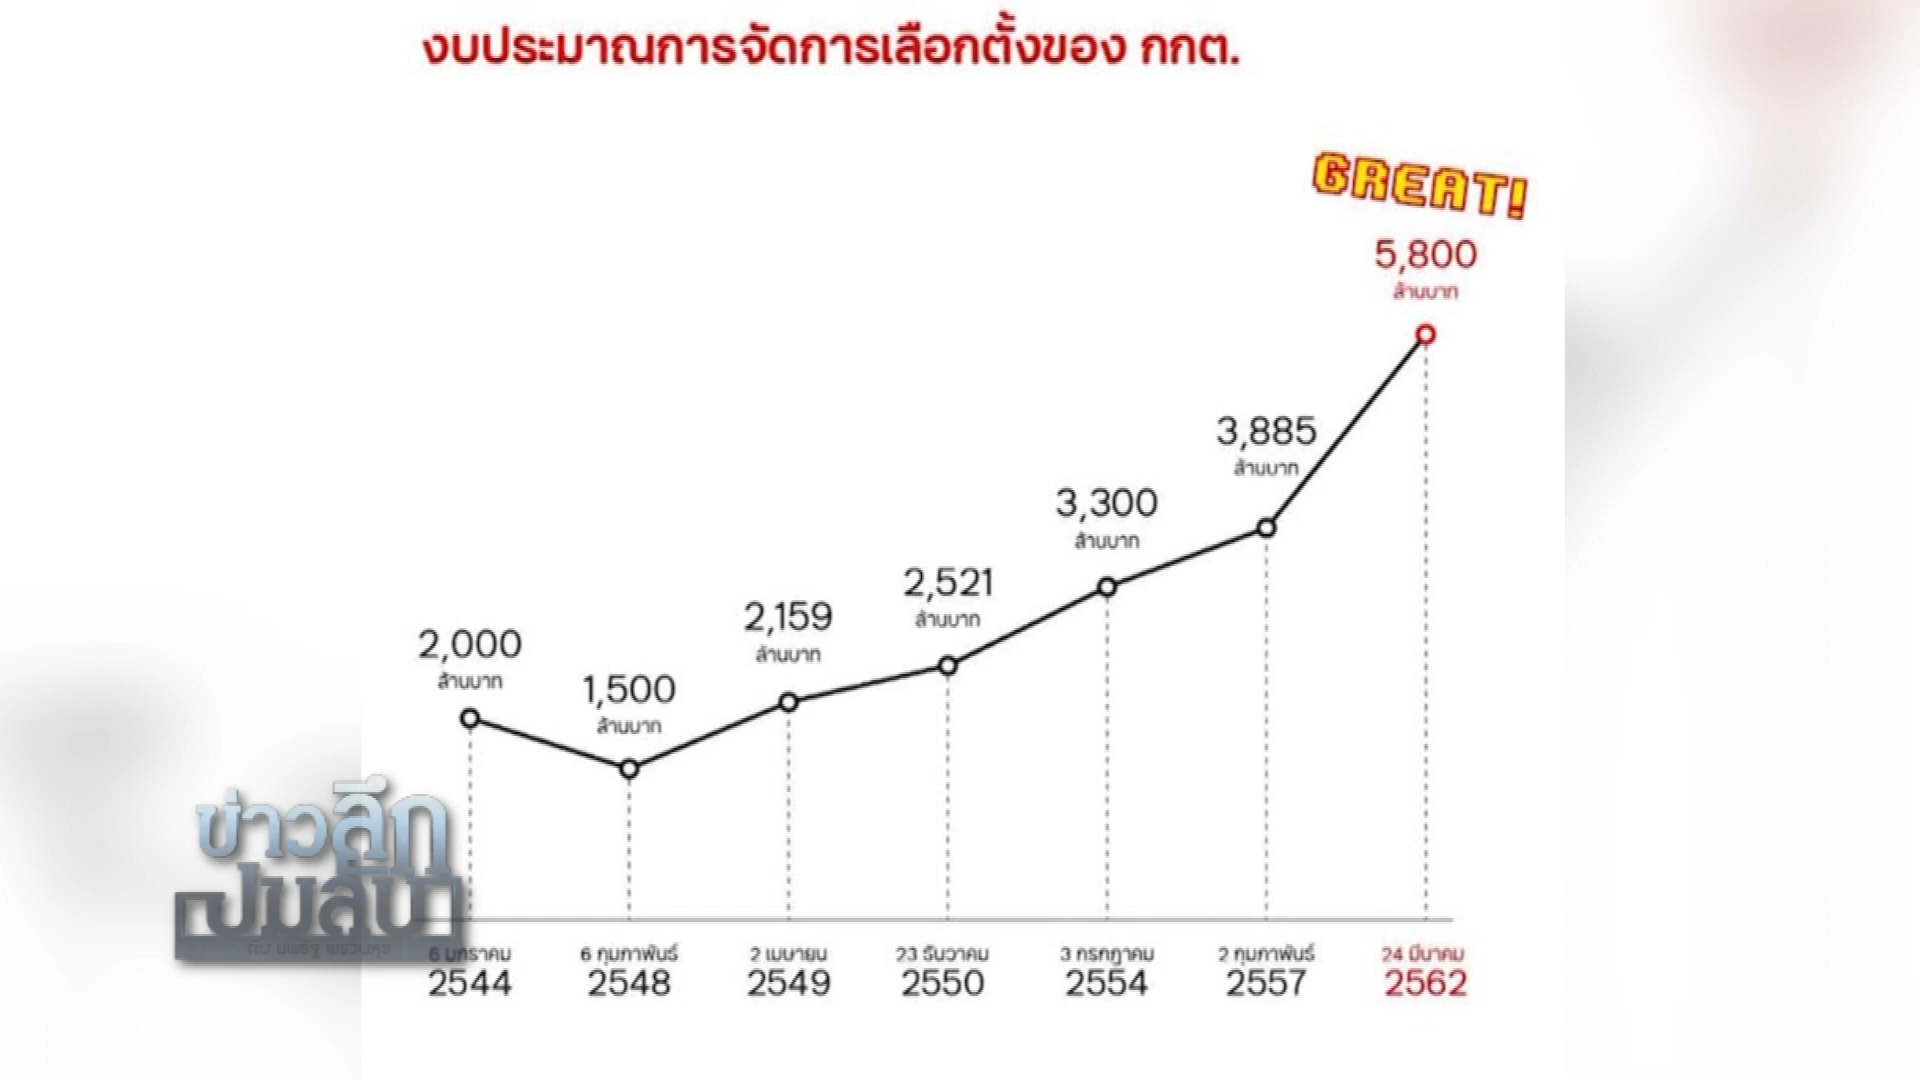 งบประมาณการจัดการเลือกตั้งของ กกต.
GREAT!
5,800
ล้านบาท
3,885
ล้านบาท
3,300
ล้านบาท
2,521
ล้านบาท
2,159
ล้านบาท
2,000
ล้านบาท
1,500
ล้านบาท
ข่าวลึก
ปมลับ
6 มกราคม
2544
6 กุมภาพันธ์
2548
2 เมษายน
2549
23 ธันวาคม
2550
3 กรกฎาคม
2554
2 กุมภาพันธ์
2557
24 มีนาคม
2562